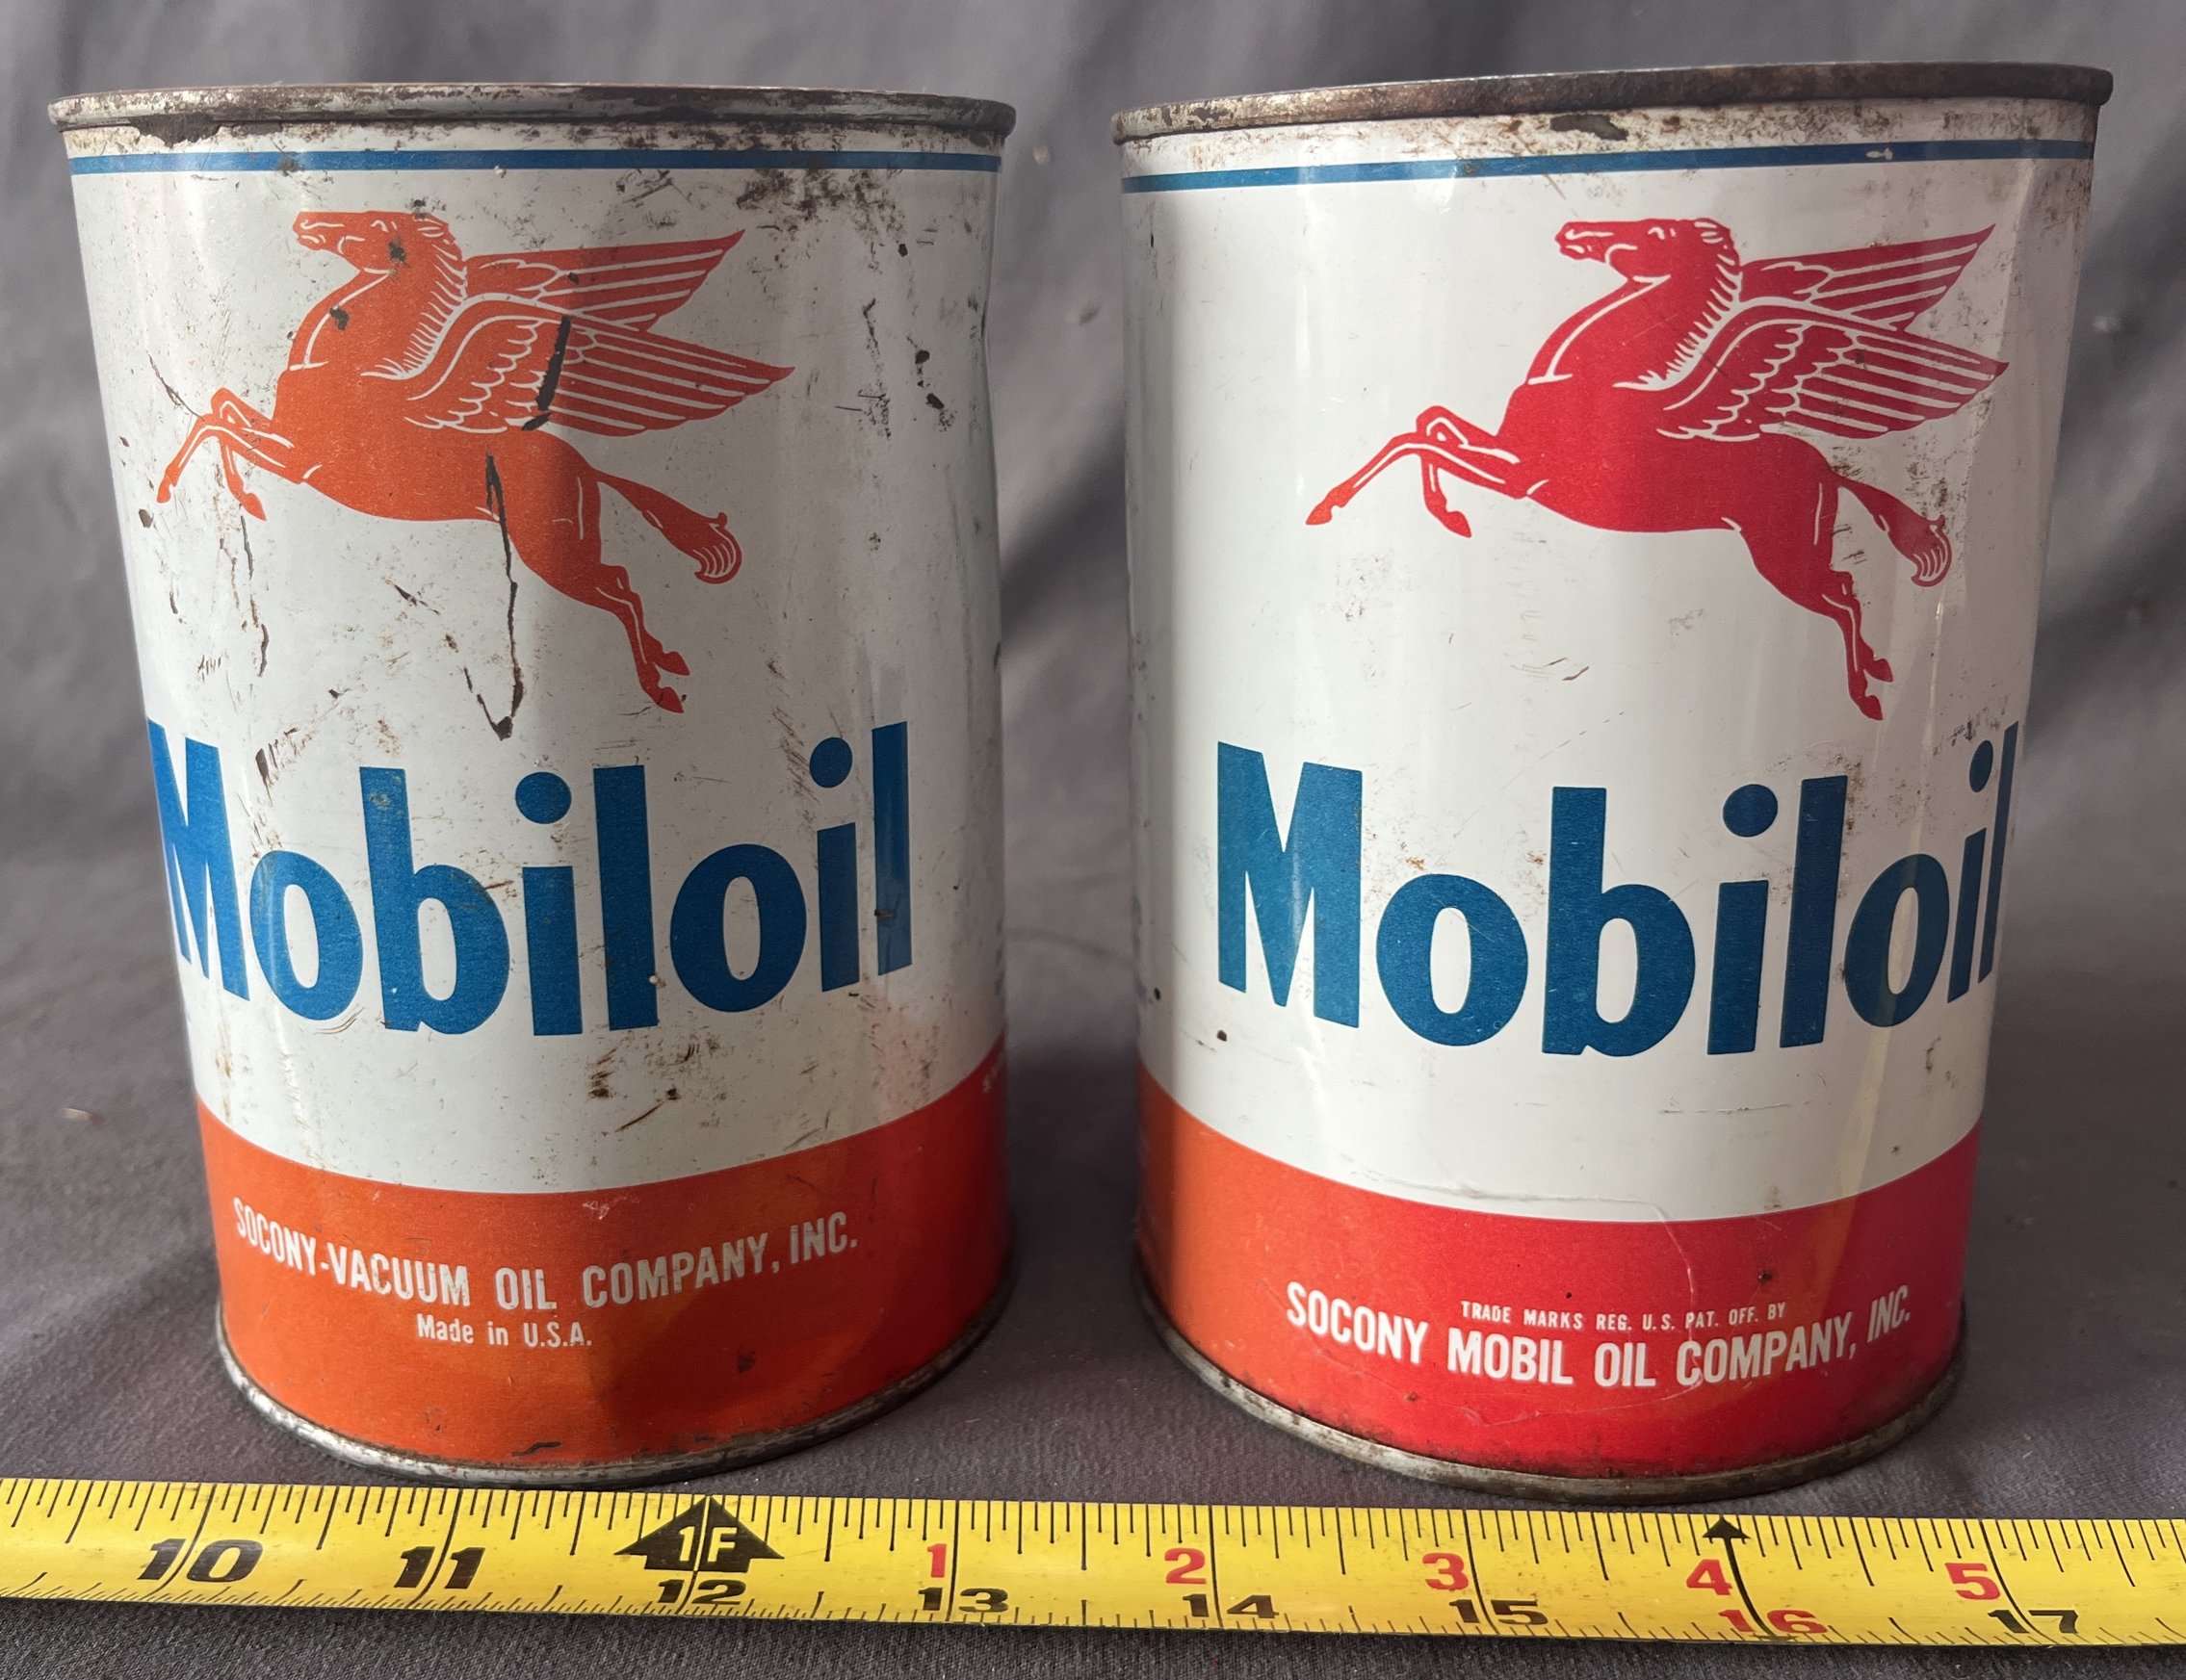 Mobiloil
SOCONY-VACUUM OIL COMPANY, INC.
Made in U.S.A.
Mobiloil
TRADE MARKS REG. U.S. PAT. OFF. BY
SOCONY MOBIL OIL COMPANY, INC.
1F 1 2 3 4 5
10 11 12 13 14 15 16 17